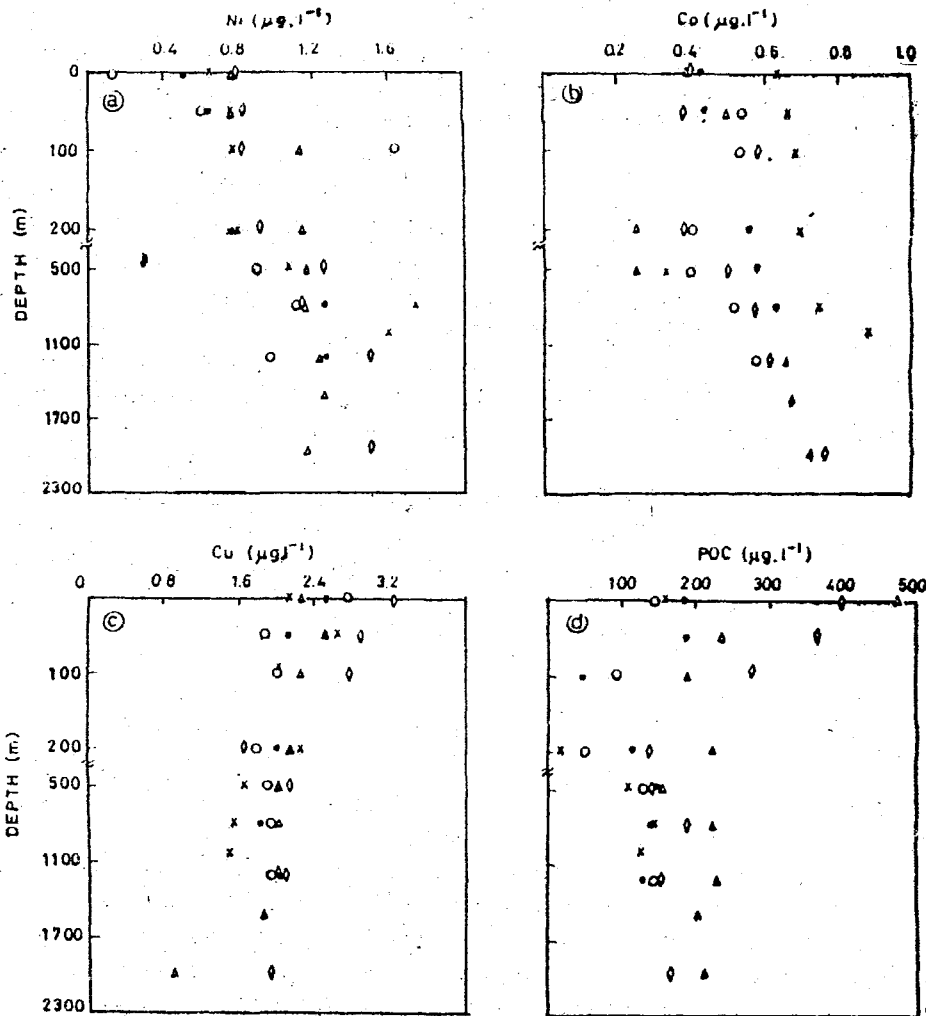 Ni (μg.l⁻¹)
0.4 0.8 1.2 1.6
0
100
200
500
1100
1700
2300
DEPTH (m)
ⓐ
Co (μg.l⁻¹)
0.2 0.4 0.6 0.8 1.0
ⓑ
Cu (μg.l⁻¹)
0 0.8 1.6 2.4 3.2
100
200
500
1100
1700
2300
DEPTH (m)
ⓒ
POC (μg.l⁻¹)
100 200 300 400 500
ⓓ